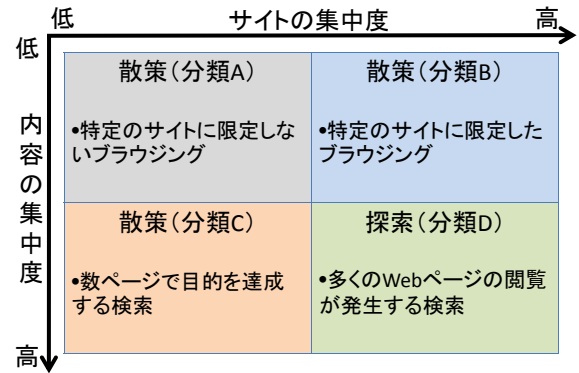 低 サイトの集中度 高
低
内容の集中度
高
散策（分類A）
•特定のサイトに限定しな
いブラウジング
散策（分類B）
•特定のサイトに限定した
ブラウジング
散策（分類C）
•数ページで目的を達成
する検索
探索（分類D）
•多くのWebページの閲覧
が発生する検索